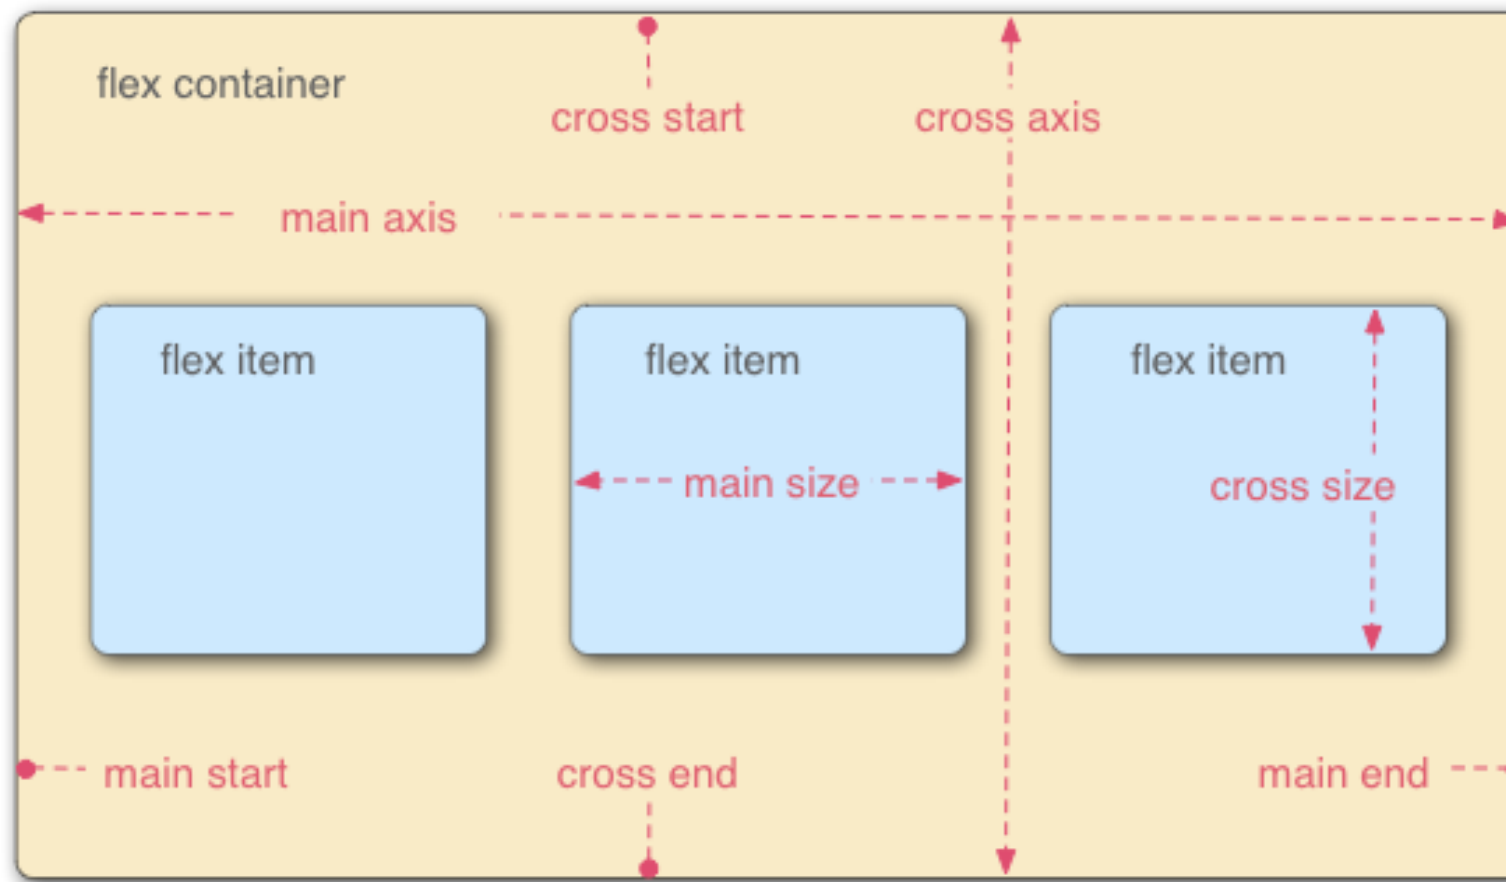 flex container
cross start
cross axis
main axis
flex item
flex item
flex item
main size
cross size
main start
cross end
main end